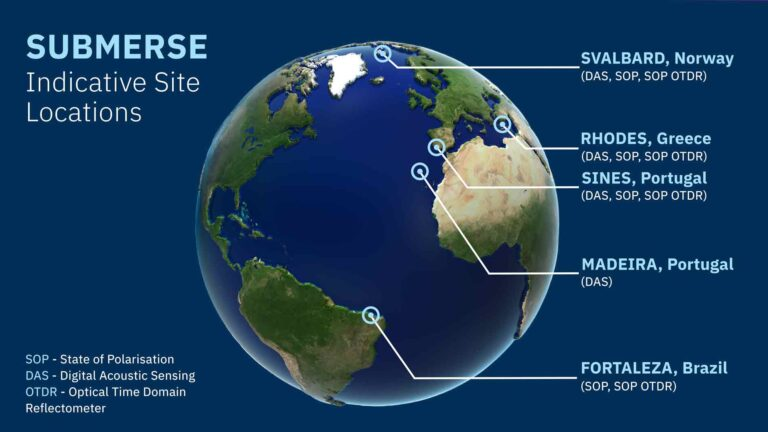 SUBMERSE
Indicative Site
Locations
SVALBARD, Norway
(DAS, SOP, SOP OTDR)
RHODES, Greece
(DAS, SOP, SOP OTDR)
SINES, Portugal
(DAS, SOP, SOP OTDR)
MADEIRA, Portugal
(DAS)
FORTALEZA, Brazil
(SOP, SOP OTDR)
SOP - State of Polarisation
DAS - Digital Acoustic Sensing
OTDR - Optical Time Domain
Reflectometer